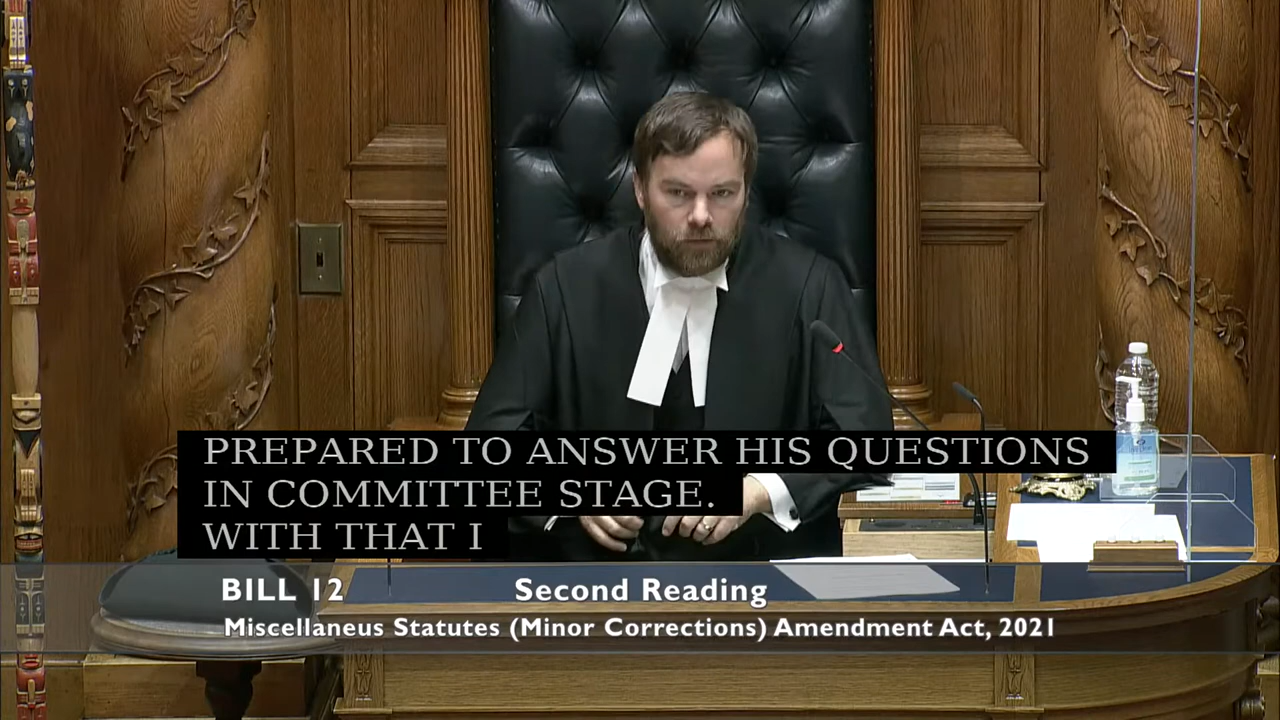 PREPARED TO ANSWER HIS QUESTIONS
IN COMMITTEE STAGE.
WITH THAT I
BILL 12 Second Reading
Miscellaneus Statutes (Minor Corrections) Amendment Act, 2021